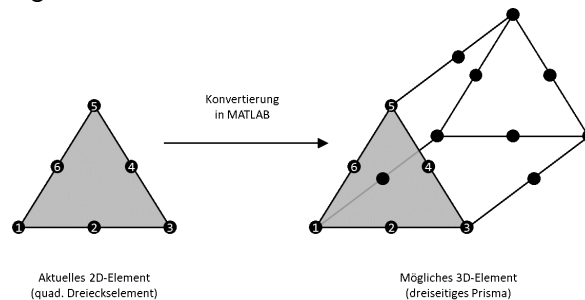 Konvertierung
in MATLAB
5
5
6
4
6
4
1
2
3
1
2
3
Aktuelles 2D-Element
(quad. Dreieckselement)
Mögliches 3D-Element
(dreiseitiges Prisma)